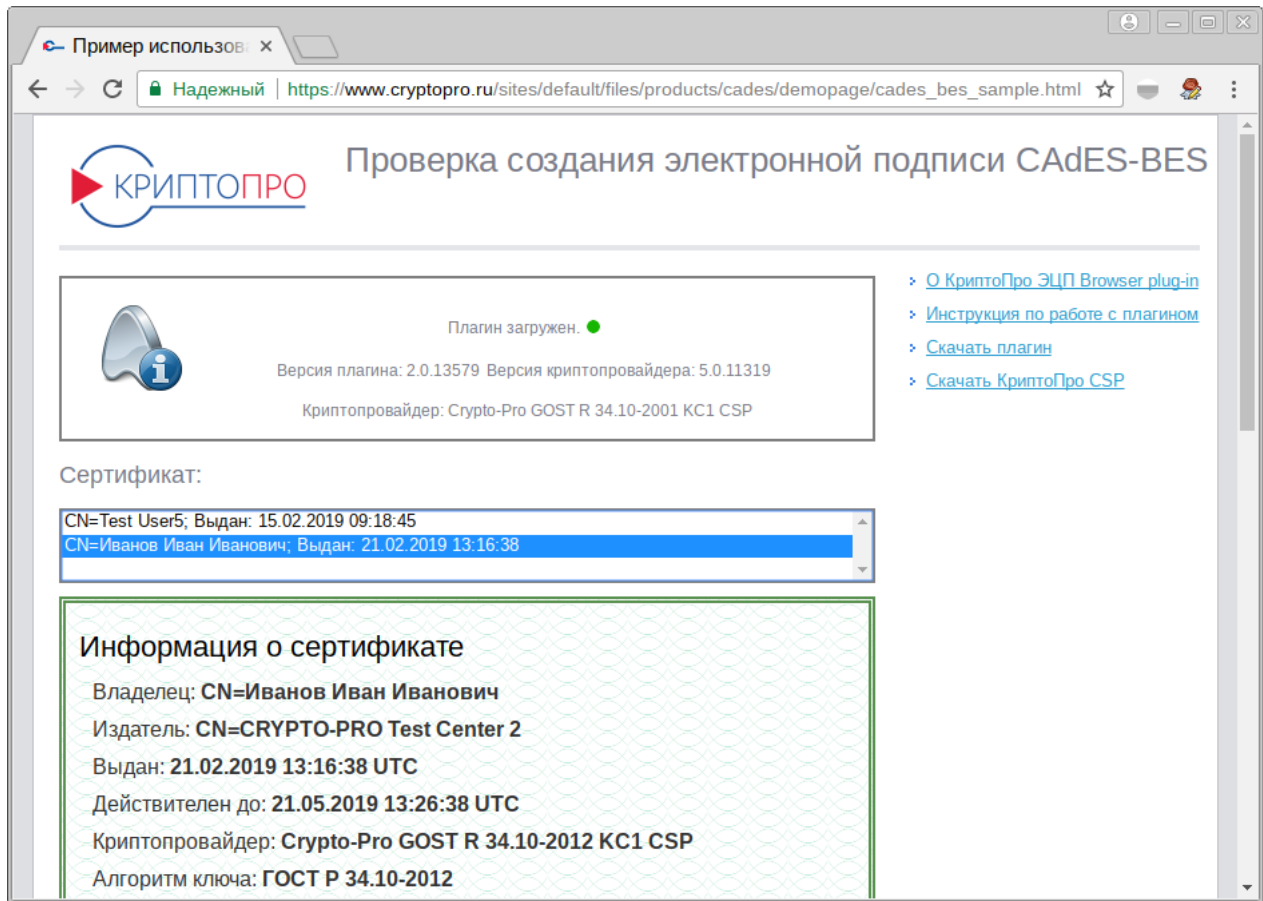 Пример использов
Надежный https://www.cryptopro.ru/sites/default/files/products/cades/demopage/cades_bes_sample.html
КРИПТОПРО
Проверка создания электронной подписи CAdES-BES
Плагин загружен.
Версия плагина: 2.0.13579 Версия криптопровайдера: 5.0.11319
Криптопровайдер: Crypto-Pro GOST R 34.10-2001 KC1 CSP
О КриптоПро ЭЦП Browser plug-in
Инструкция по работе с плагином
Скачать плагин
Скачать КриптоПро CSP
Сертификат:
CN=Test User5; Выдан: 15.02.2019 09:18:45
CN=Иванов Иван Иванович; Выдан: 21.02.2019 13:16:38
Информация о сертификате
Владелец: CN=Иванов Иван Иванович
Издатель: CN=CRYPTO-PRO Test Center 2
Выдан: 21.02.2019 13:16:38 UTC
Действителен до: 21.05.2019 13:26:38 UTC
Криптопровайдер: Crypto-Pro GOST R 34.10-2012 KC1 CSP
Алгоритм ключа: ГОСТ Р 34.10-2012